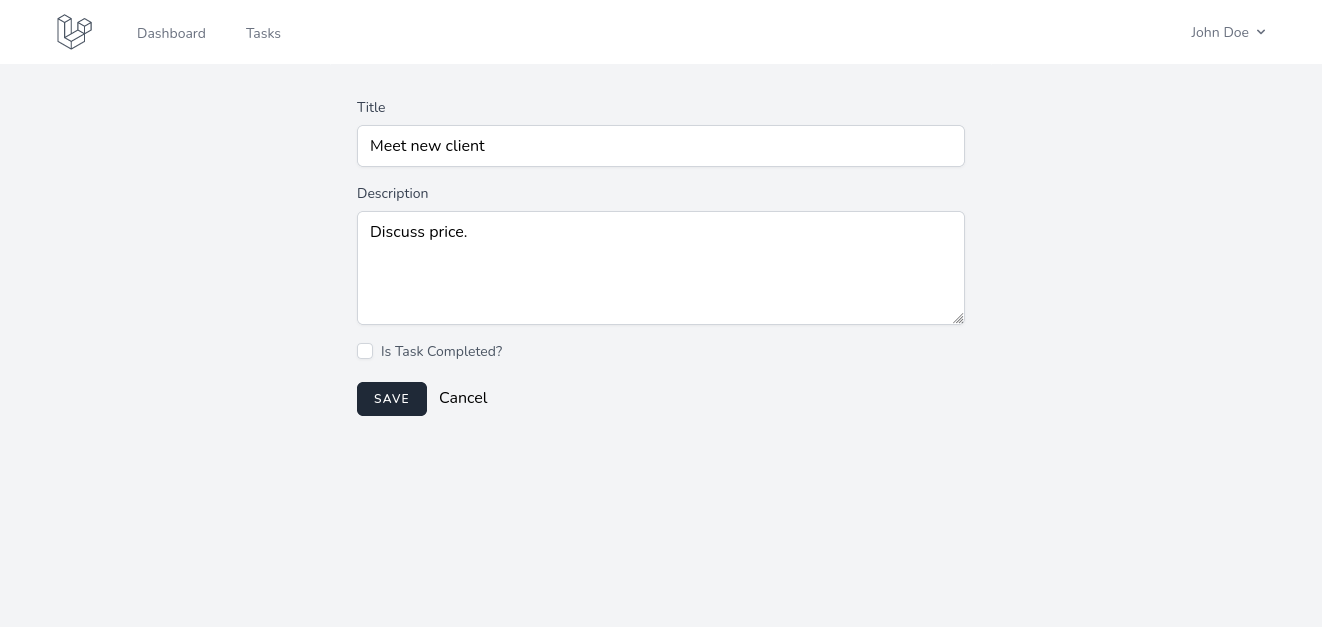 Dashboard Tasks John Doe
Title
Meet new client
Description
Discuss price.
Is Task Completed?
SAVE Cancel